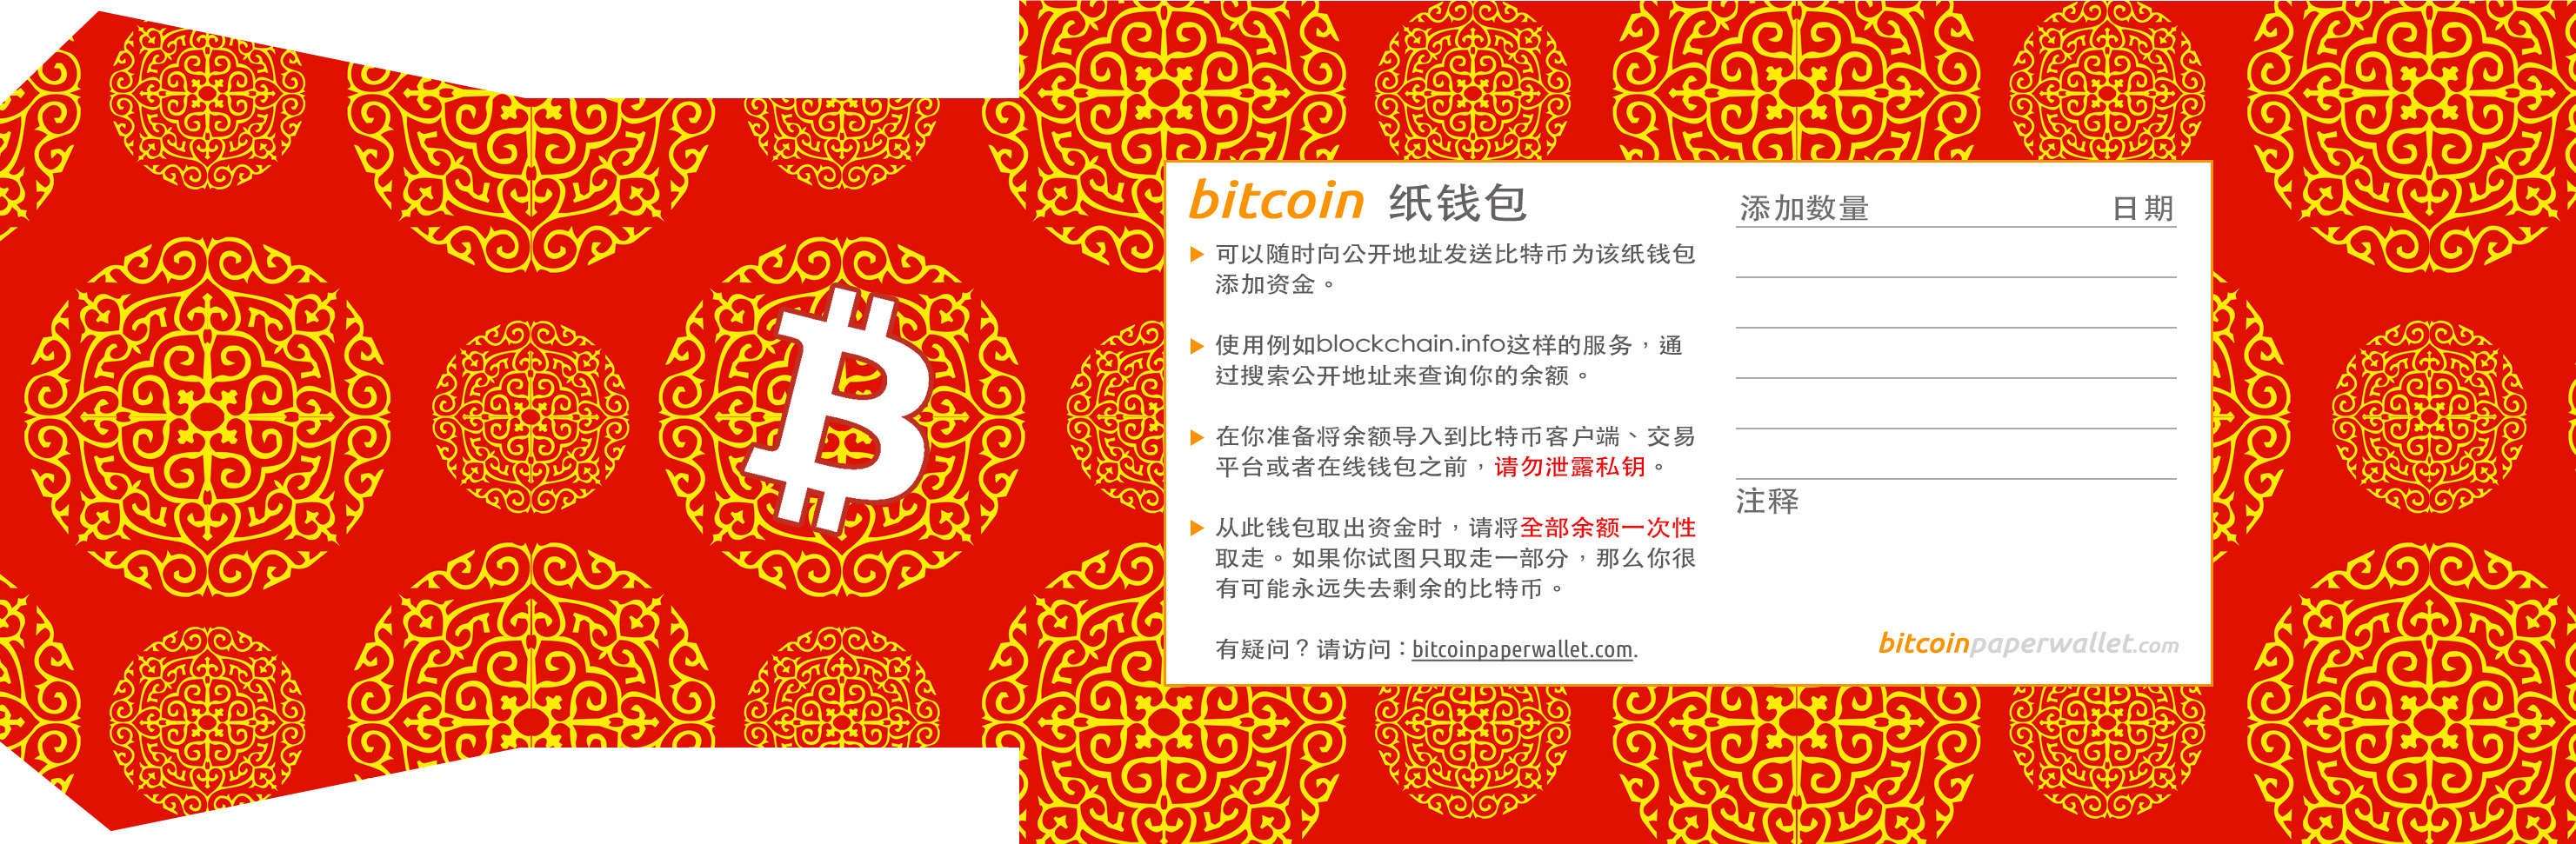 bitcoin 纸钱包
可以随时向公开地址发送比特币为该纸钱包
添加资金。
使用例如blockchain.info这样的服务，通
过搜索公开地址来查询你的余额。
在你准备将余额导入到比特币客户端、交易
平台或者在线钱包之前，请勿泄露私钥。
从此钱包取出资金时，请将全部余额一次性
取走。如果你试图只取走一部分，那么你很
有可能永远失去剩余的比特币。
有疑问？请访问：bitcoinpaperwallet.com.
添加数量 日期
注释
bitcoinpaperwallet.com